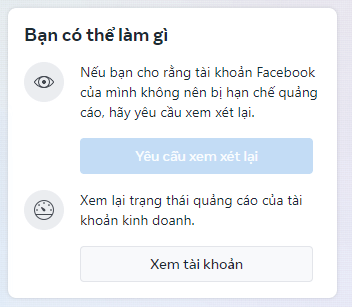 Bạn có thể làm gì
Nếu bạn cho rằng tài khoản Facebook
của mình không nên bị hạn chế quảng
cáo, hãy yêu cầu xem xét lại.
Yêu cầu xem xét lại
Xem lại trạng thái quảng cáo của tài
khoản kinh doanh.
Xem tài khoản